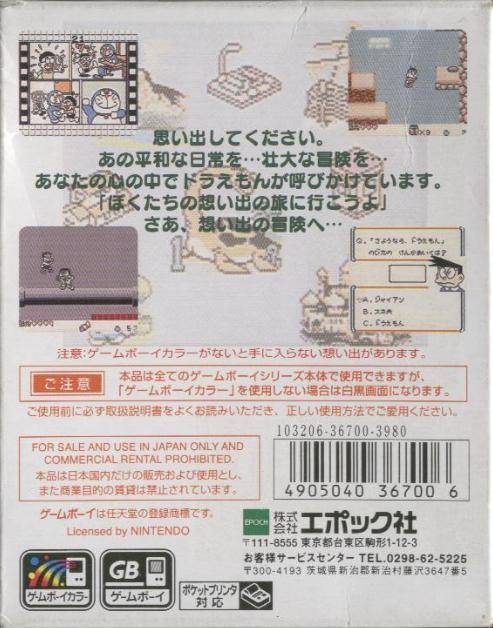 21
思い出してください。
あの平和な日常を…壮大な冒険を…
あなたの心の中でドラえもんが呼びかけています。
「ぼくたちの想い出の旅に行こうよ」
さあ、想い出の冒険へ…
Q.「さようなら、ドラえもん」
A. ジャイアン
B. スネ夫
C. ドラえもん
注意:ゲームボーイカラーがないと手に入らない想い出があります。
ご注意
本品は全てのゲームボーイシリーズ本体で使用できますが、
「ゲームボーイカラー」を使用しない場合は白黒画面になります。
ご使用前に必ず取扱説明書をよくお読みいただき、正しい使用方法でご愛用ください。
FOR SALE AND USE IN JAPAN ONLY AND
COMMERCIAL RENTAL PROHIBITED.
本品は日本国内だけの販売および使用とし、
また商業目的の賃貸は禁止されています。
ゲームボーイは任天堂の登録商標です。
Licensed by NINTENDO
103206-36700-3980
4905040 36700 6
EPOCH 株式会社エポック社
〒111-8555 東京都台東区駒形1-12-3
お客様サービスセンター TEL.0298-62-5225
〒300-4193 茨城県新治郡新治村藤沢3647番5
ゲームボーイカラー
GB
ゲームボーイ
ポケットプリンタ
対応